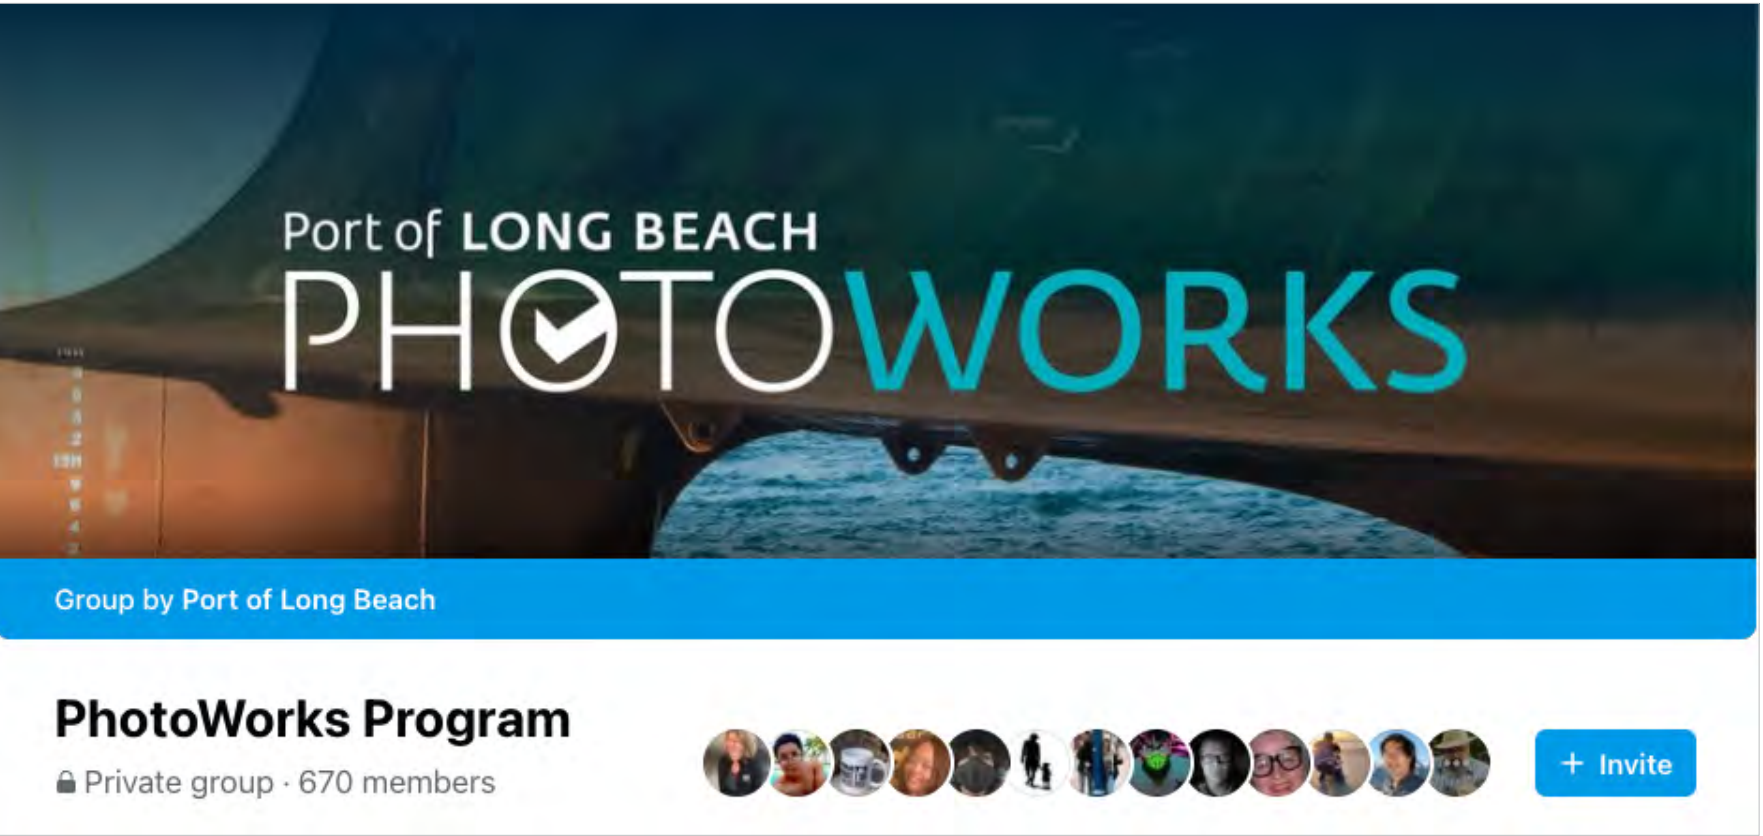 Port of LONG BEACH
PHOTOWORKS
Group by Port of Long Beach
PhotoWorks Program
Private group · 670 members
+ Invite